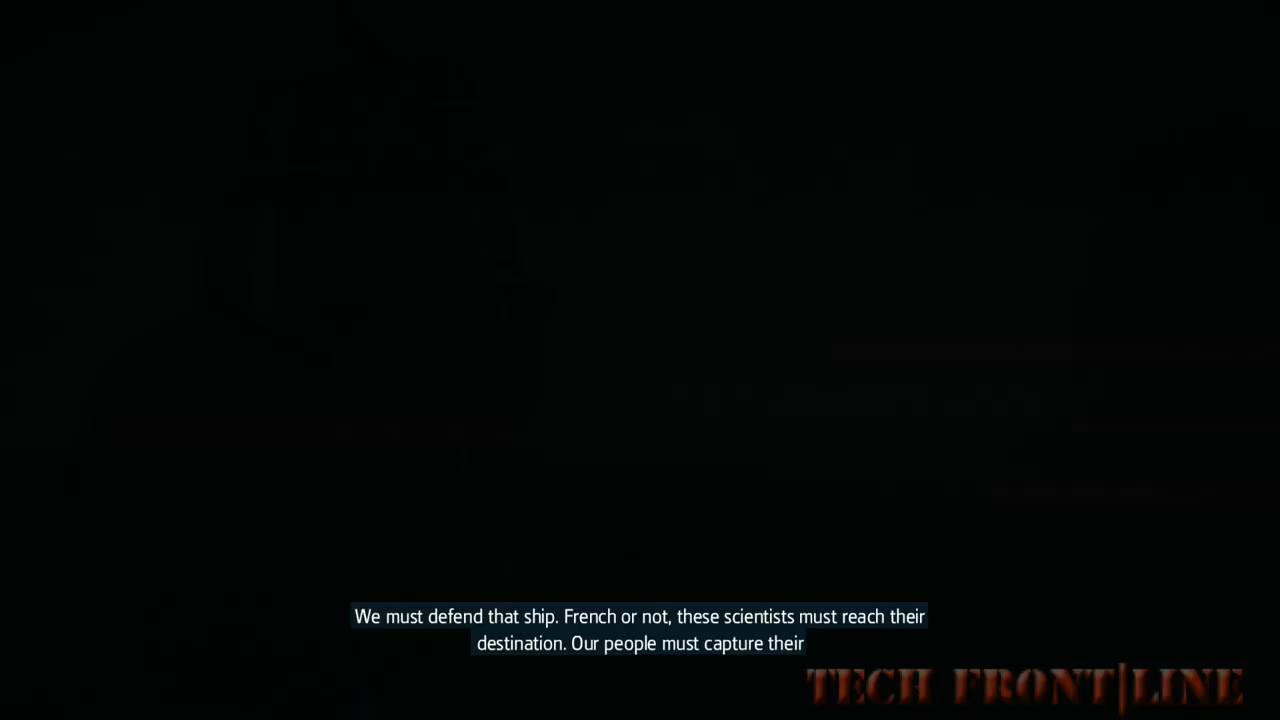 We must defend that ship. French or not, these scientists must reach their
destination. Our people must capture their
TECH FRONT|LINE